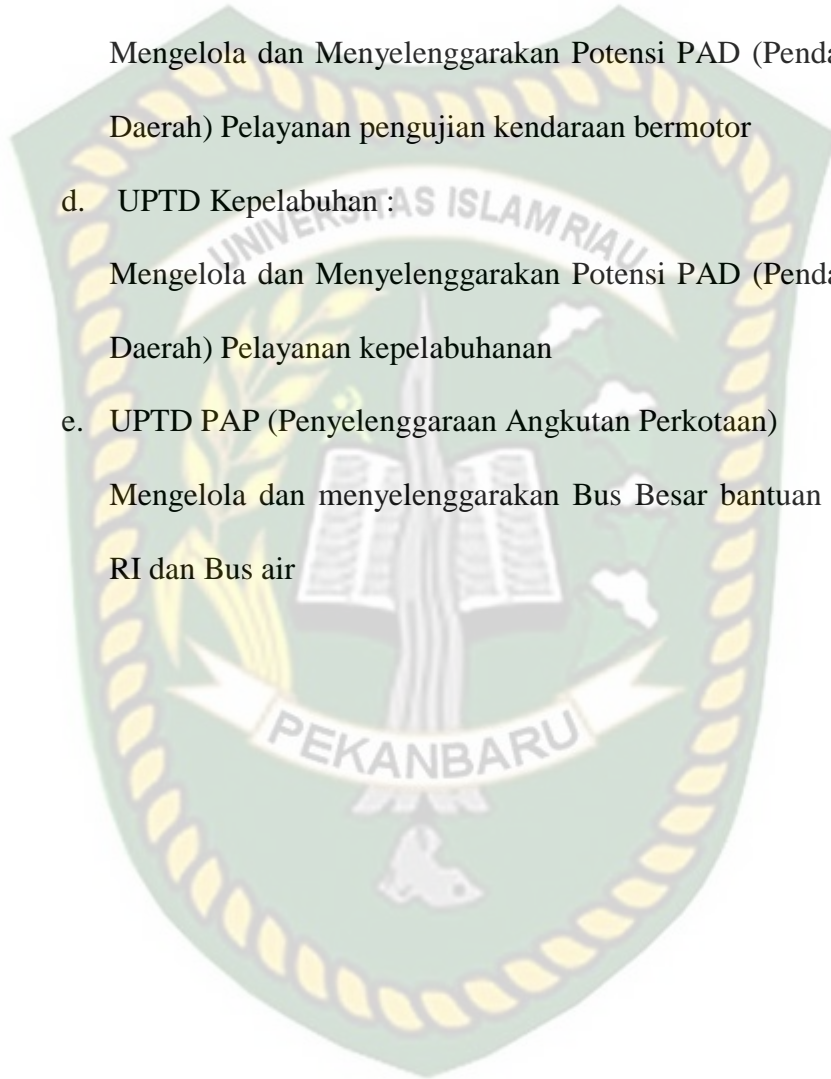 Mengelola dan Menyelenggarakan Potensi PAD (Penda
Daerah) Pelayanan pengujian kendaraan bermotor
d. UPTD Kepelabuhan :
Mengelola dan Menyelenggarakan Potensi PAD (Penda
Daerah) Pelayanan kepelabuhanan
e. UPTD PAP (Penyelenggaraan Angkutan Perkotaan)
Mengelola dan menyelenggarakan Bus Besar bantuan
RI dan Bus air
UNIVERSITAS ISLAM RIAU
PEKANBARU